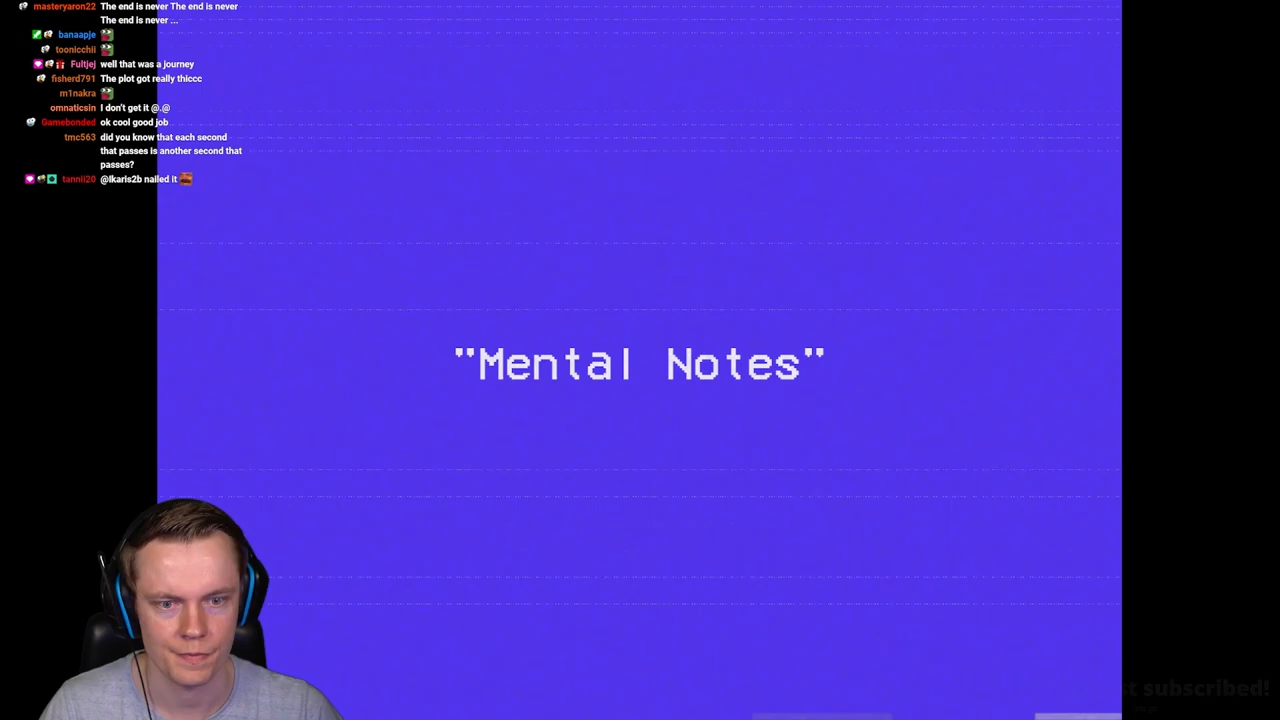 masteryaron22 The end is never The end is never
The end is never ...
banaapje
toonicchii
Fultjej well that was a journey
fisherd791 The plot got really thiccc
m1nakra
omnaticsin I don't get it @.@
Gamebonded ok cool good job
tmc563 did you know that each second
that passes is another second that
passes?
tannii20 @Ikaris2b nailed it
"Mental Notes"
subscribed!